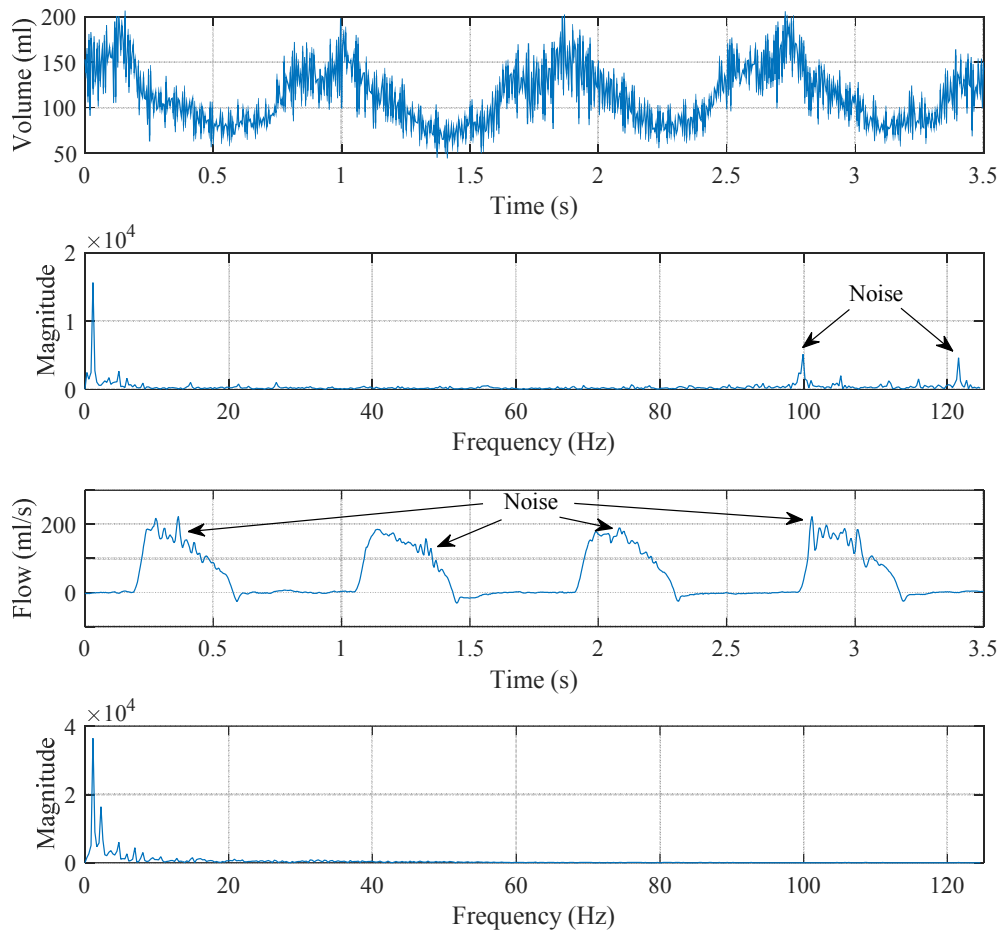 200
150
100
50
Volume (ml)
0 0.5 1 1.5 2 2.5 3 3.5
Time (s)
×10^4
2
1
0
Magnitude
Noise
0 20 40 60 80 100 120
Frequency (Hz)
200
0
Flow (ml/s)
Noise
0 0.5 1 1.5 2 2.5 3 3.5
Time (s)
×10^4
4
2
0
Magnitude
0 20 40 60 80 100 120
Frequency (Hz)